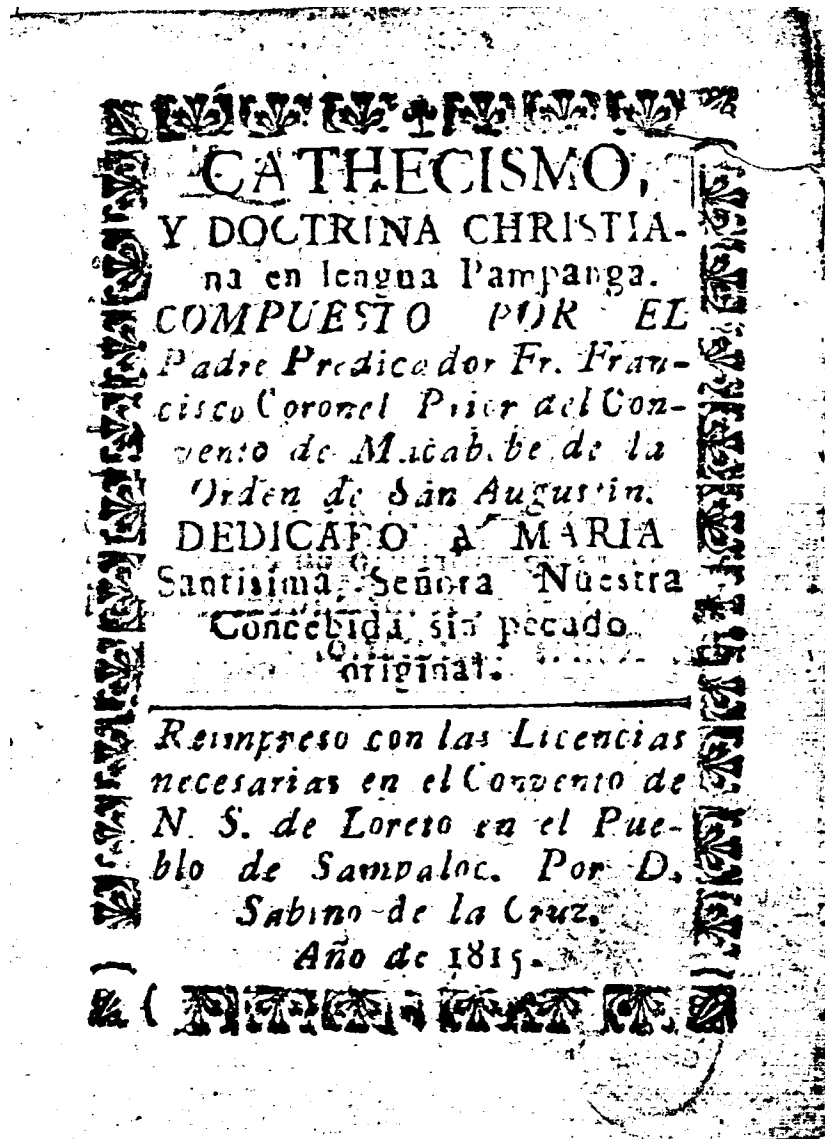 CATHECISMO,
Y DOCTRINA CHRISTIA-
na en lengua Pampanga.
COMPUESTO POR EL
Padre Predicador Fr. Fran-
cisco Coronel Prior del Con-
vento de Macabebe de la
Orden de San Augustin.
DEDICADO A MARIA
Santisima, Señora Nuestra
Concebida sin pecado
original.
Reimpreso con las Licencias
necesarias en el Convento de
N. S. de Loreto en el Pue-
blo de Sampaloc. Por D.
Sabino de la Cruz.
Año de 1815.